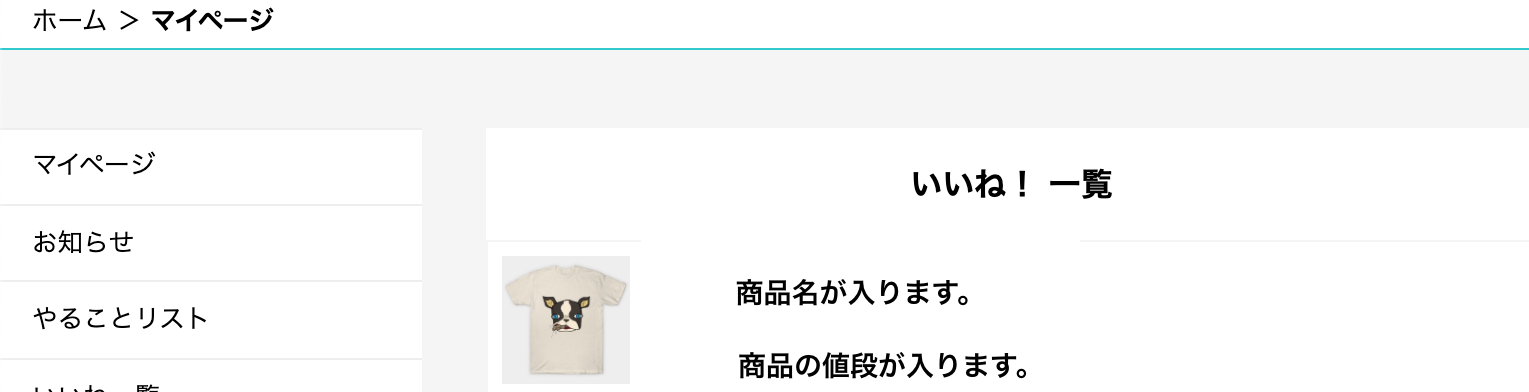 ホーム ＞ マイページ
マイページ
お知らせ
やることリスト
いいね！ 一覧
商品名が入ります。
商品の値段が入ります。